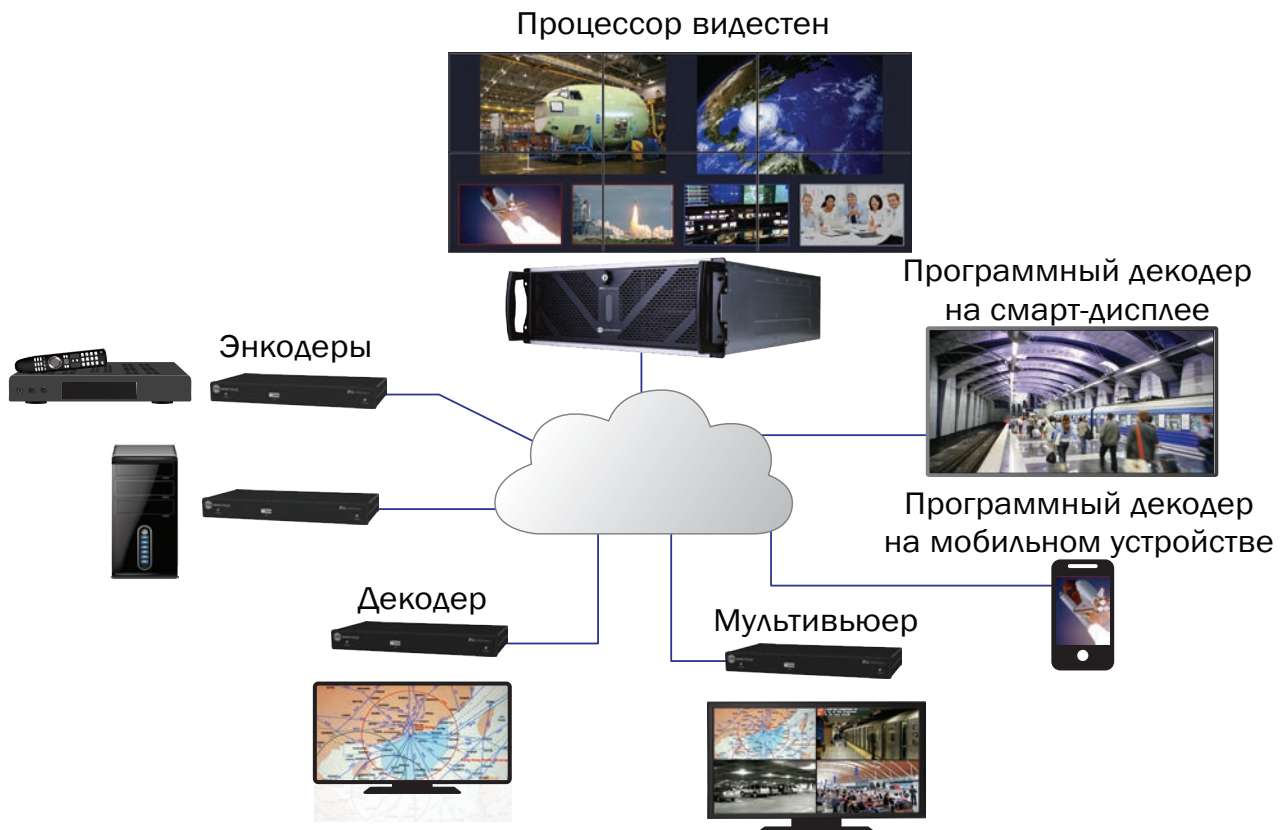 Процессор видестен
Программный декодер
на смарт-дисплее
Энкодеры
Программный декодер
на мобильном устройстве
Декодер
Мультивьюер